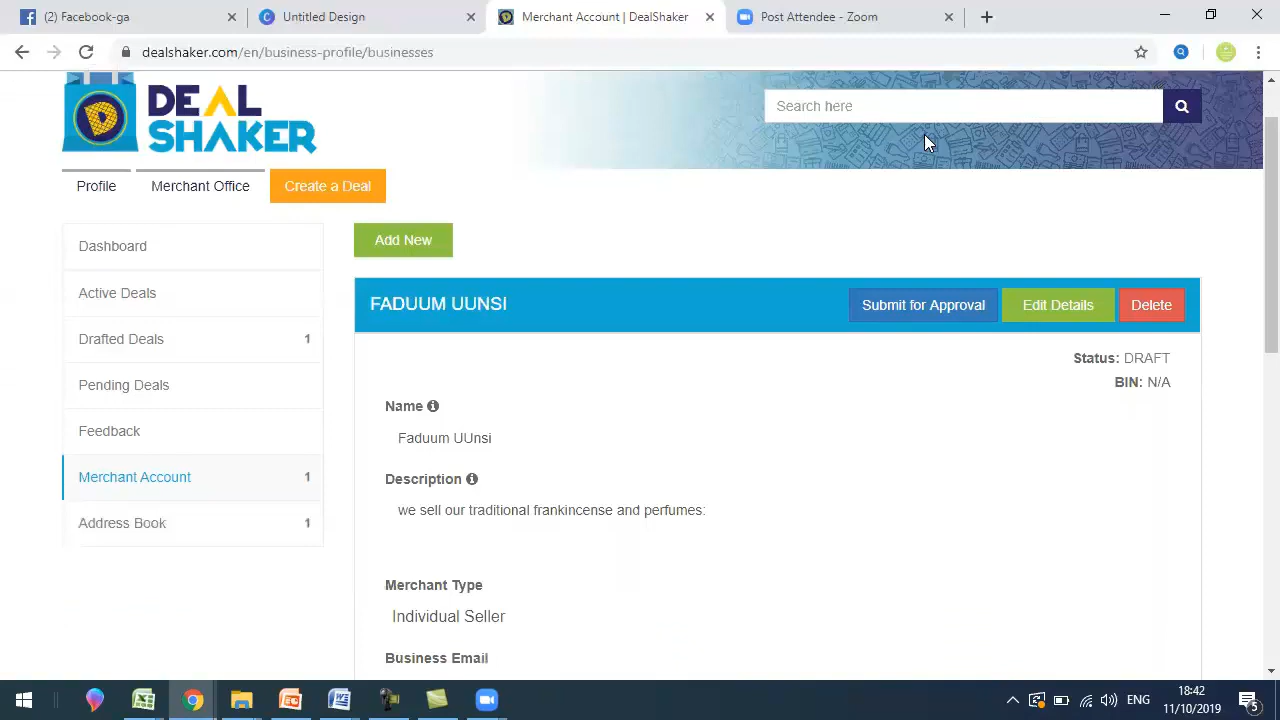 (2) Facebook-ga
Untitled Design
Merchant Account | DealShaker
Post Attendee - Zoom
dealshaker.com/en/business-profile/businesses
DEAL
SHAKER
Search here
Profile
Merchant Office
Create a Deal
Dashboard
Active Deals
Drafted Deals 1
Pending Deals
Feedback
Merchant Account 1
Address Book 1
Add New
FADUUM UUNSI
Submit for Approval
Edit Details
Delete
Status: DRAFT
BIN: N/A
Name
Faduum UUnsi
Description
we sell our traditional frankincense and perfumes:
Merchant Type
Individual Seller
Business Email
ENG
18:42
11/10/2019
5